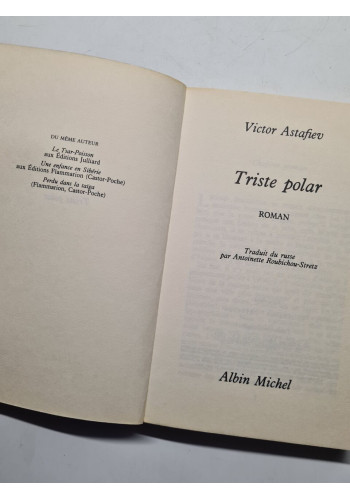 DU MÊME AUTEUR
Le Tsar-Poisson
aux Éditions Julliard
Une enfance en Sibérie
aux Éditions Flammarion (Castor-Poche)
Perdu dans la taïga
(Flammarion, Castor-Poche)
Victor Astafiev
Triste polar
ROMAN
Traduit du russe
par Antoinette Roubichou-Stretz
Albin Michel